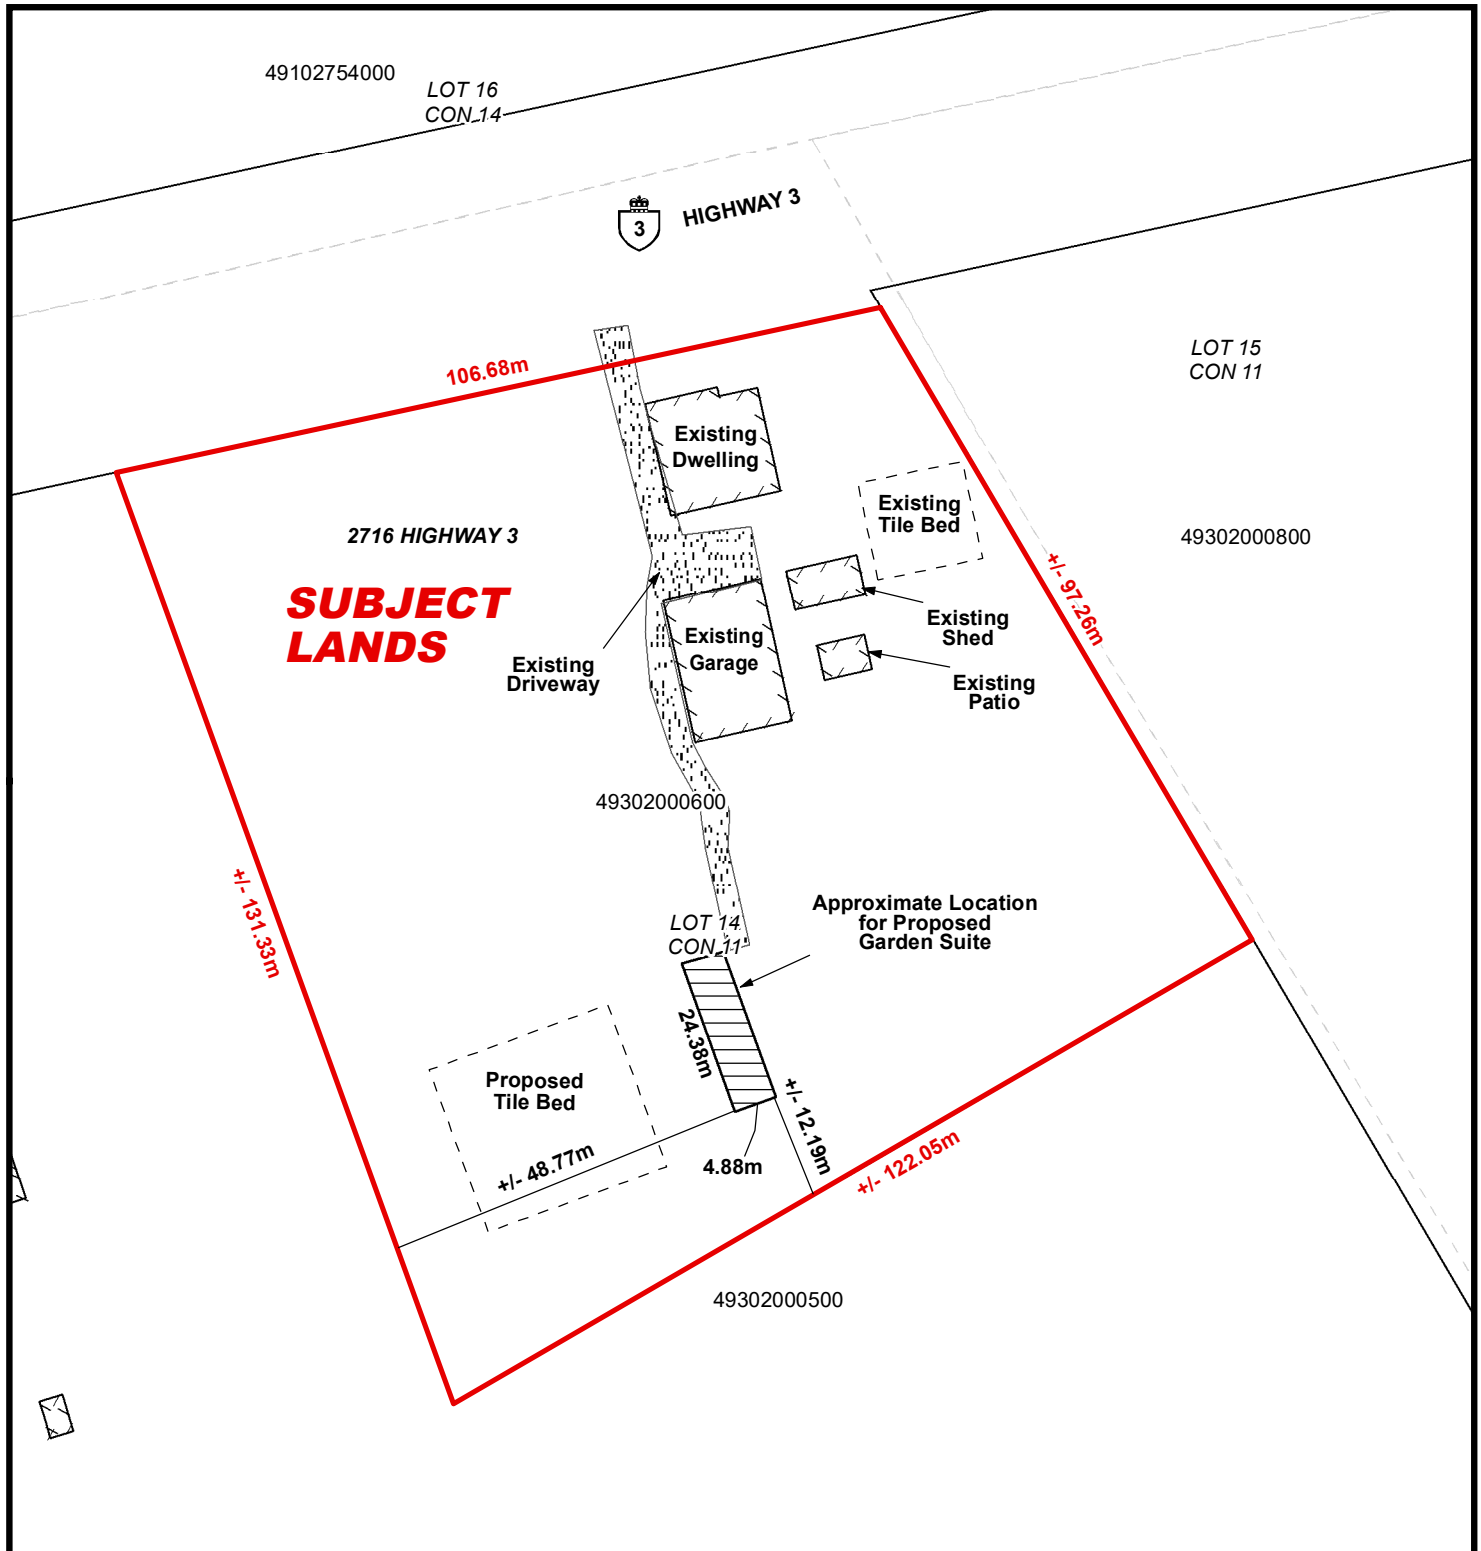 49102754000
LOT 16
CON 14
3
HIGHWAY 3
LOT 15
CON 11
106.68m
Existing
Dwelling
Existing
Tile Bed
2716 HIGHWAY 3
49302000800
SUBJECT
LANDS
+/- 97.26m
Existing
Shed
Existing
Garage
Existing
Driveway
Existing
Patio
49302000600
+/- 131.33m
Approximate Location
for Proposed
Garden Suite
LOT 14
CON 11
24.38m
Proposed
Tile Bed
+/- 12.19m
+/- 48.77m
4.88m
+/- 122.05m
49302000500